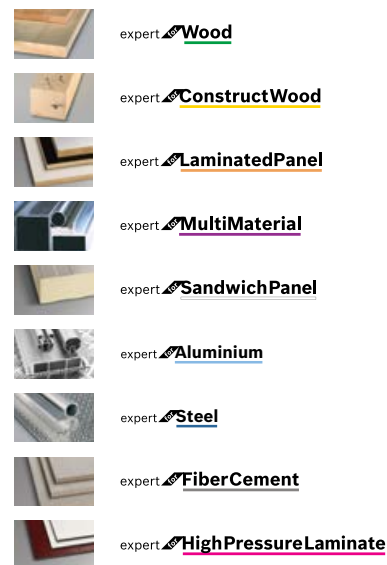 expert for Wood
expert for ConstructWood
expert for LaminatedPanel
expert for MultiMaterial
expert for SandwichPanel
expert for Aluminium
expert for Steel
expert for FiberCement
expert for HighPressureLaminate